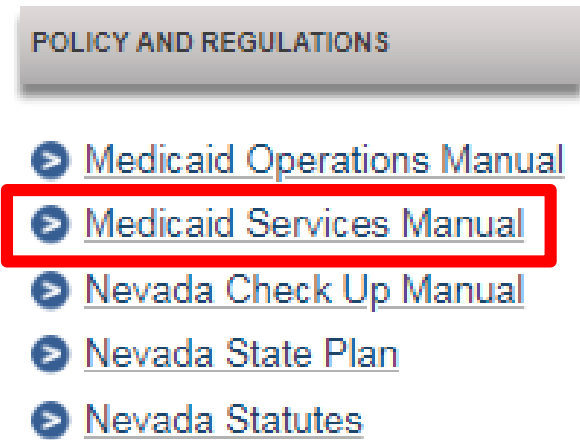 POLICY AND REGULATIONS
Medicaid Operations Manual
Medicaid Services Manual
Nevada Check Up Manual
Nevada State Plan
Nevada Statutes